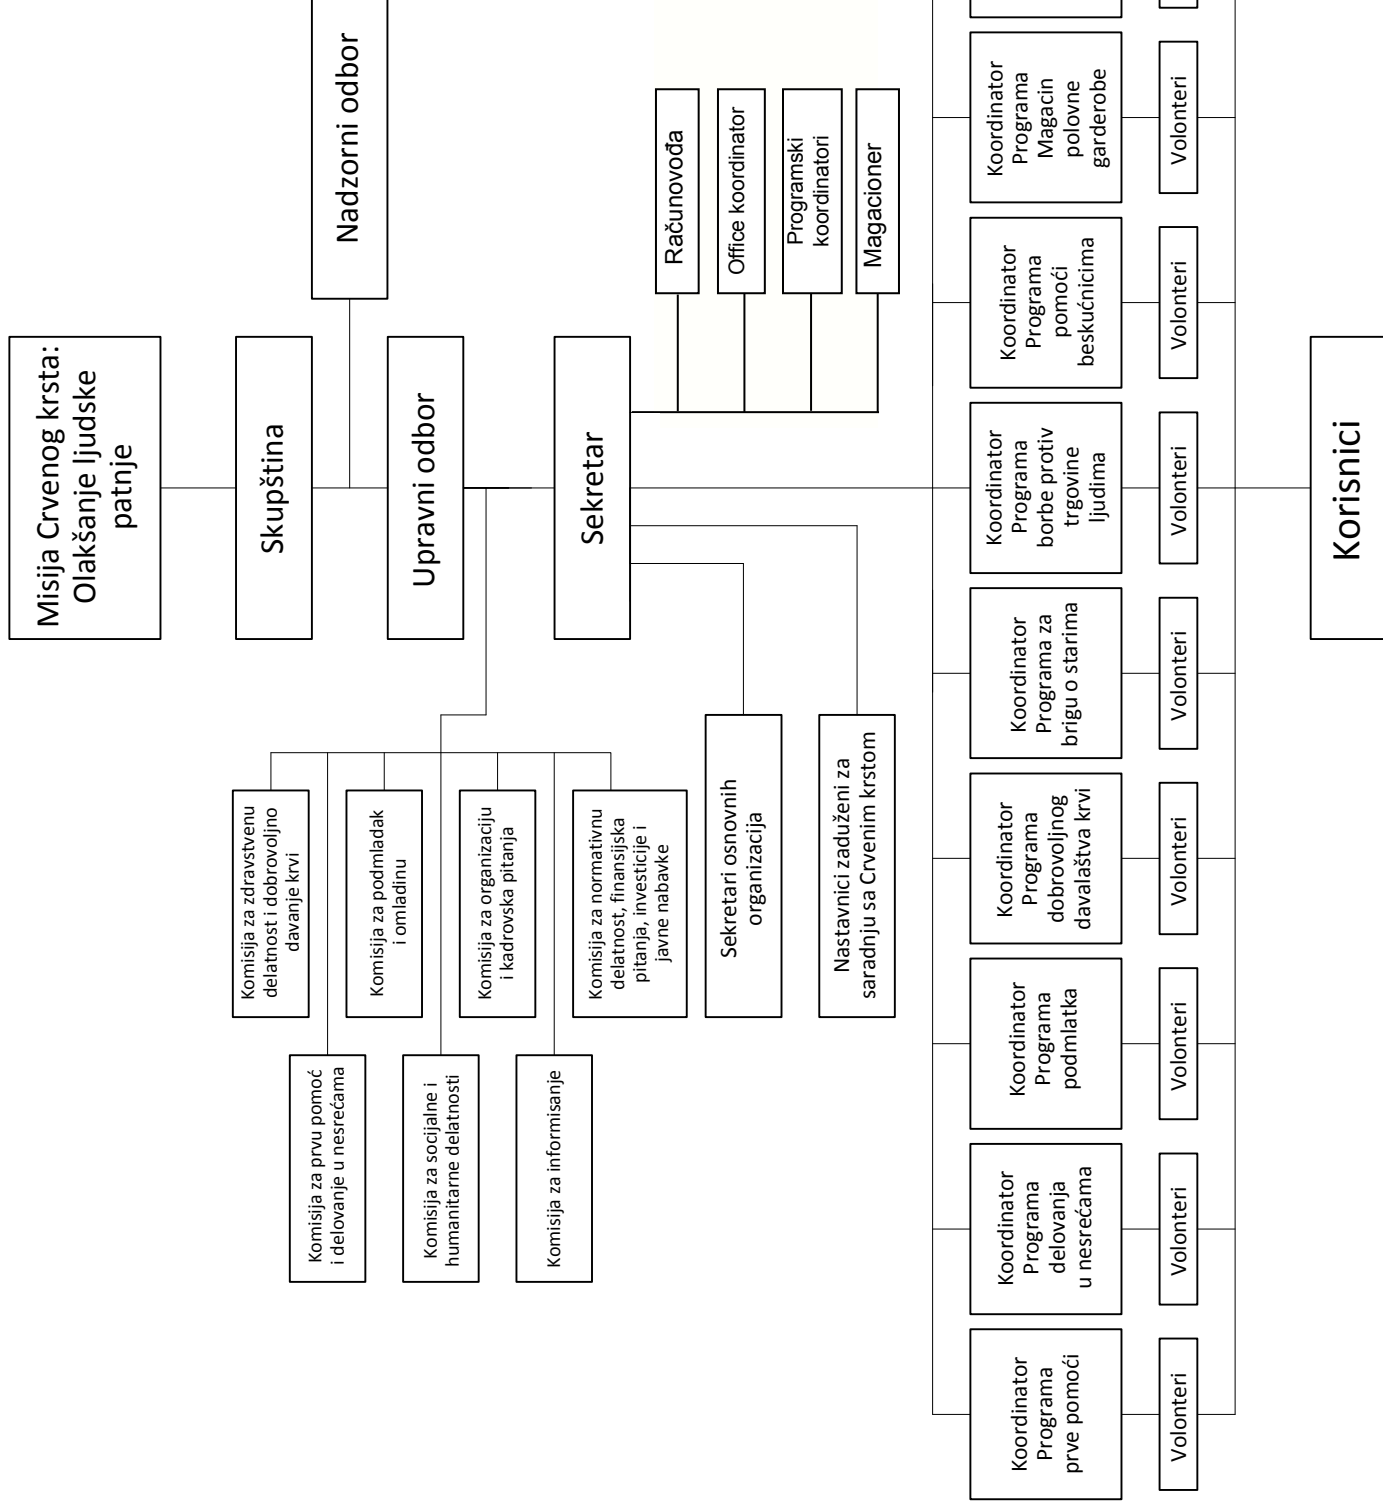 Misija Crvenog krsta:
Olakšanje ljudske
patnje
Skupština
Nadzorni odbor
Upravni odbor
Sekretar
Komisija za zdravstvenu
delatnost i dobrovoljno
davanje krvi
Komisija za prvu pomoć
i delovanje u nesrećama
Komisija za podmladak
i omladinu
Komisija za socijalne i
humanitarne delatnosti
Komisija za organizaciju
i kadrovska pitanja
Komisija za informisanje
Komisija za normativnu
delatnost, finansijska
pitanja, investicije i
javne nabavke
Računovođa
Office koordinator
Programski
koordinatori
Magacioner
Sekretari osnovnih
organizacija
Nastavnici zaduženi za
saradnju sa Crvenim krstom
Koordinator
Programa
prve pomoći
Koordinator
Programa
delovanja
u nesrećama
Koordinator
Programa
podmlatka
Koordinator
Programa
dobrovoljnog
davalaštva krvi
Koordinator
Programa za
brigu o starima
Koordinator
Programa
borbe protiv
trgovine
ljudima
Koordinator
Programa
pomoći
beskućnicima
Koordinator
Programa
Magacin
polovne
garderobe
Volonteri
Volonteri
Volonteri
Volonteri
Volonteri
Volonteri
Volonteri
Volonteri
Korisnici